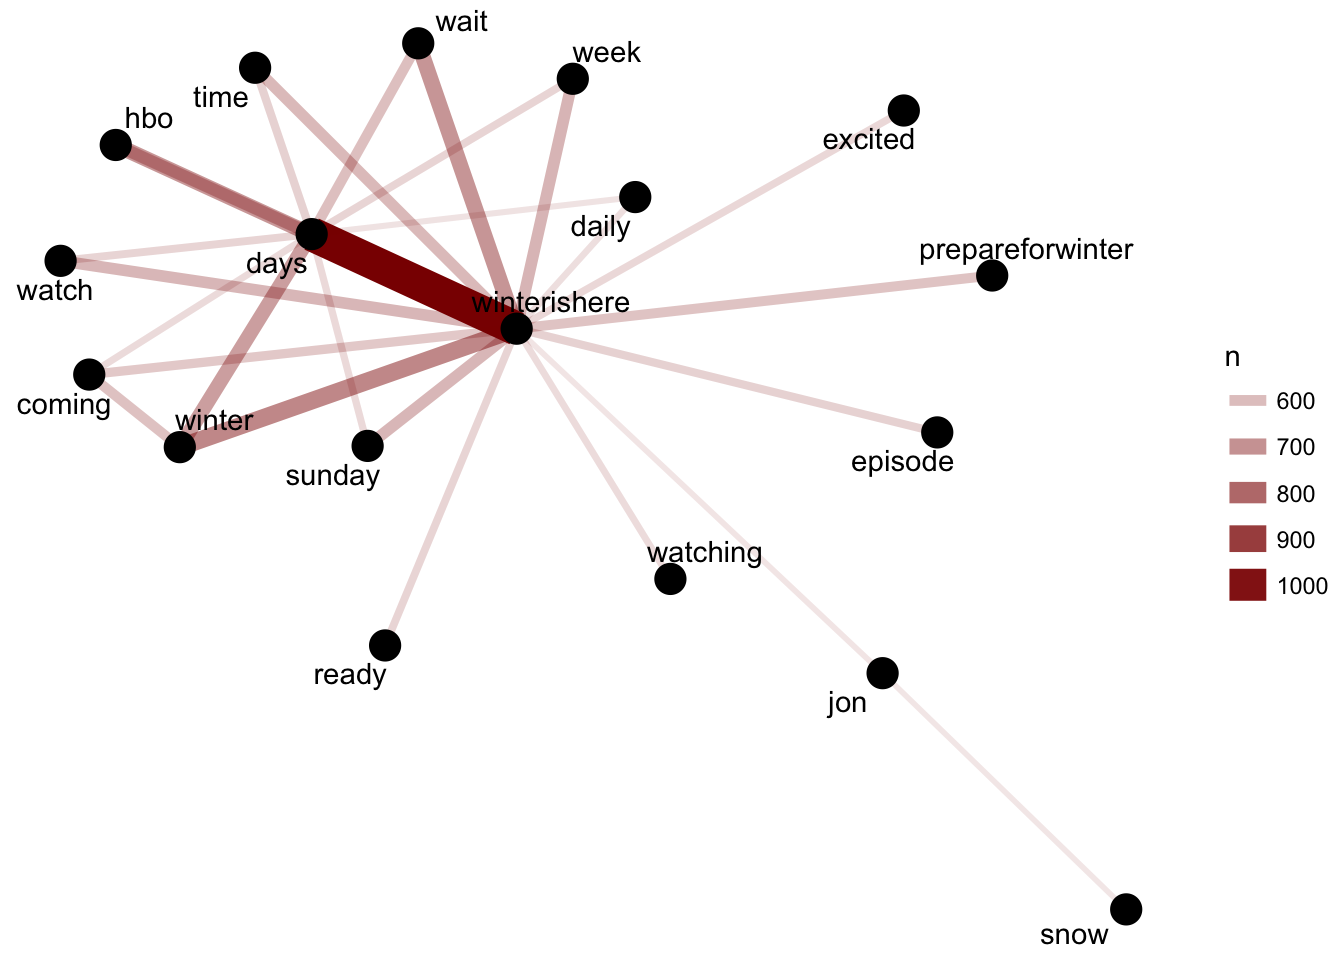 wait
week
time
hbo
excited
daily
prepareforwinter
days
watch
winterishere
n
coming
600
winter
700
sunday
episode
800
900
watching
1000
ready
jon
snow